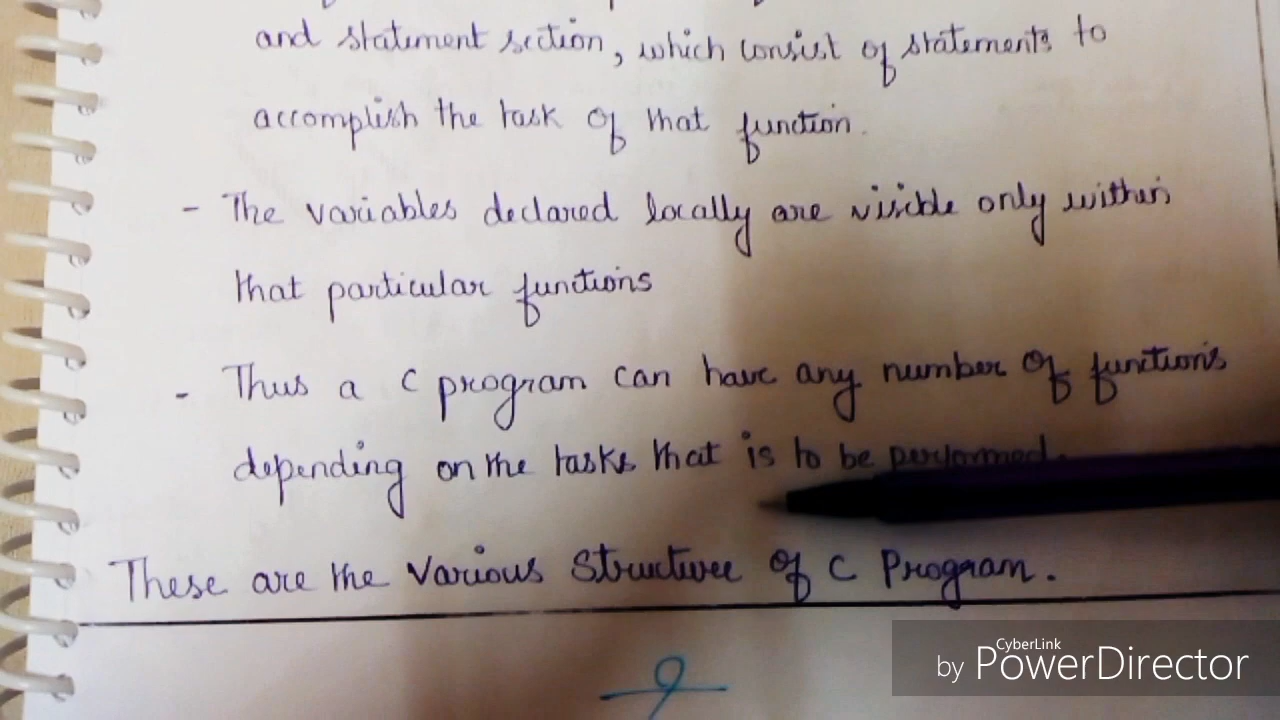 and statement section, which consist of statements to
accomplish the task of that function.
- The variables declared locally are visible only within
that particular functions
- Thus a C program can have any number of functions
depending on the tasks that is to be performed.
These are the Various Structure of C Program.
CyberLink
by PowerDirector